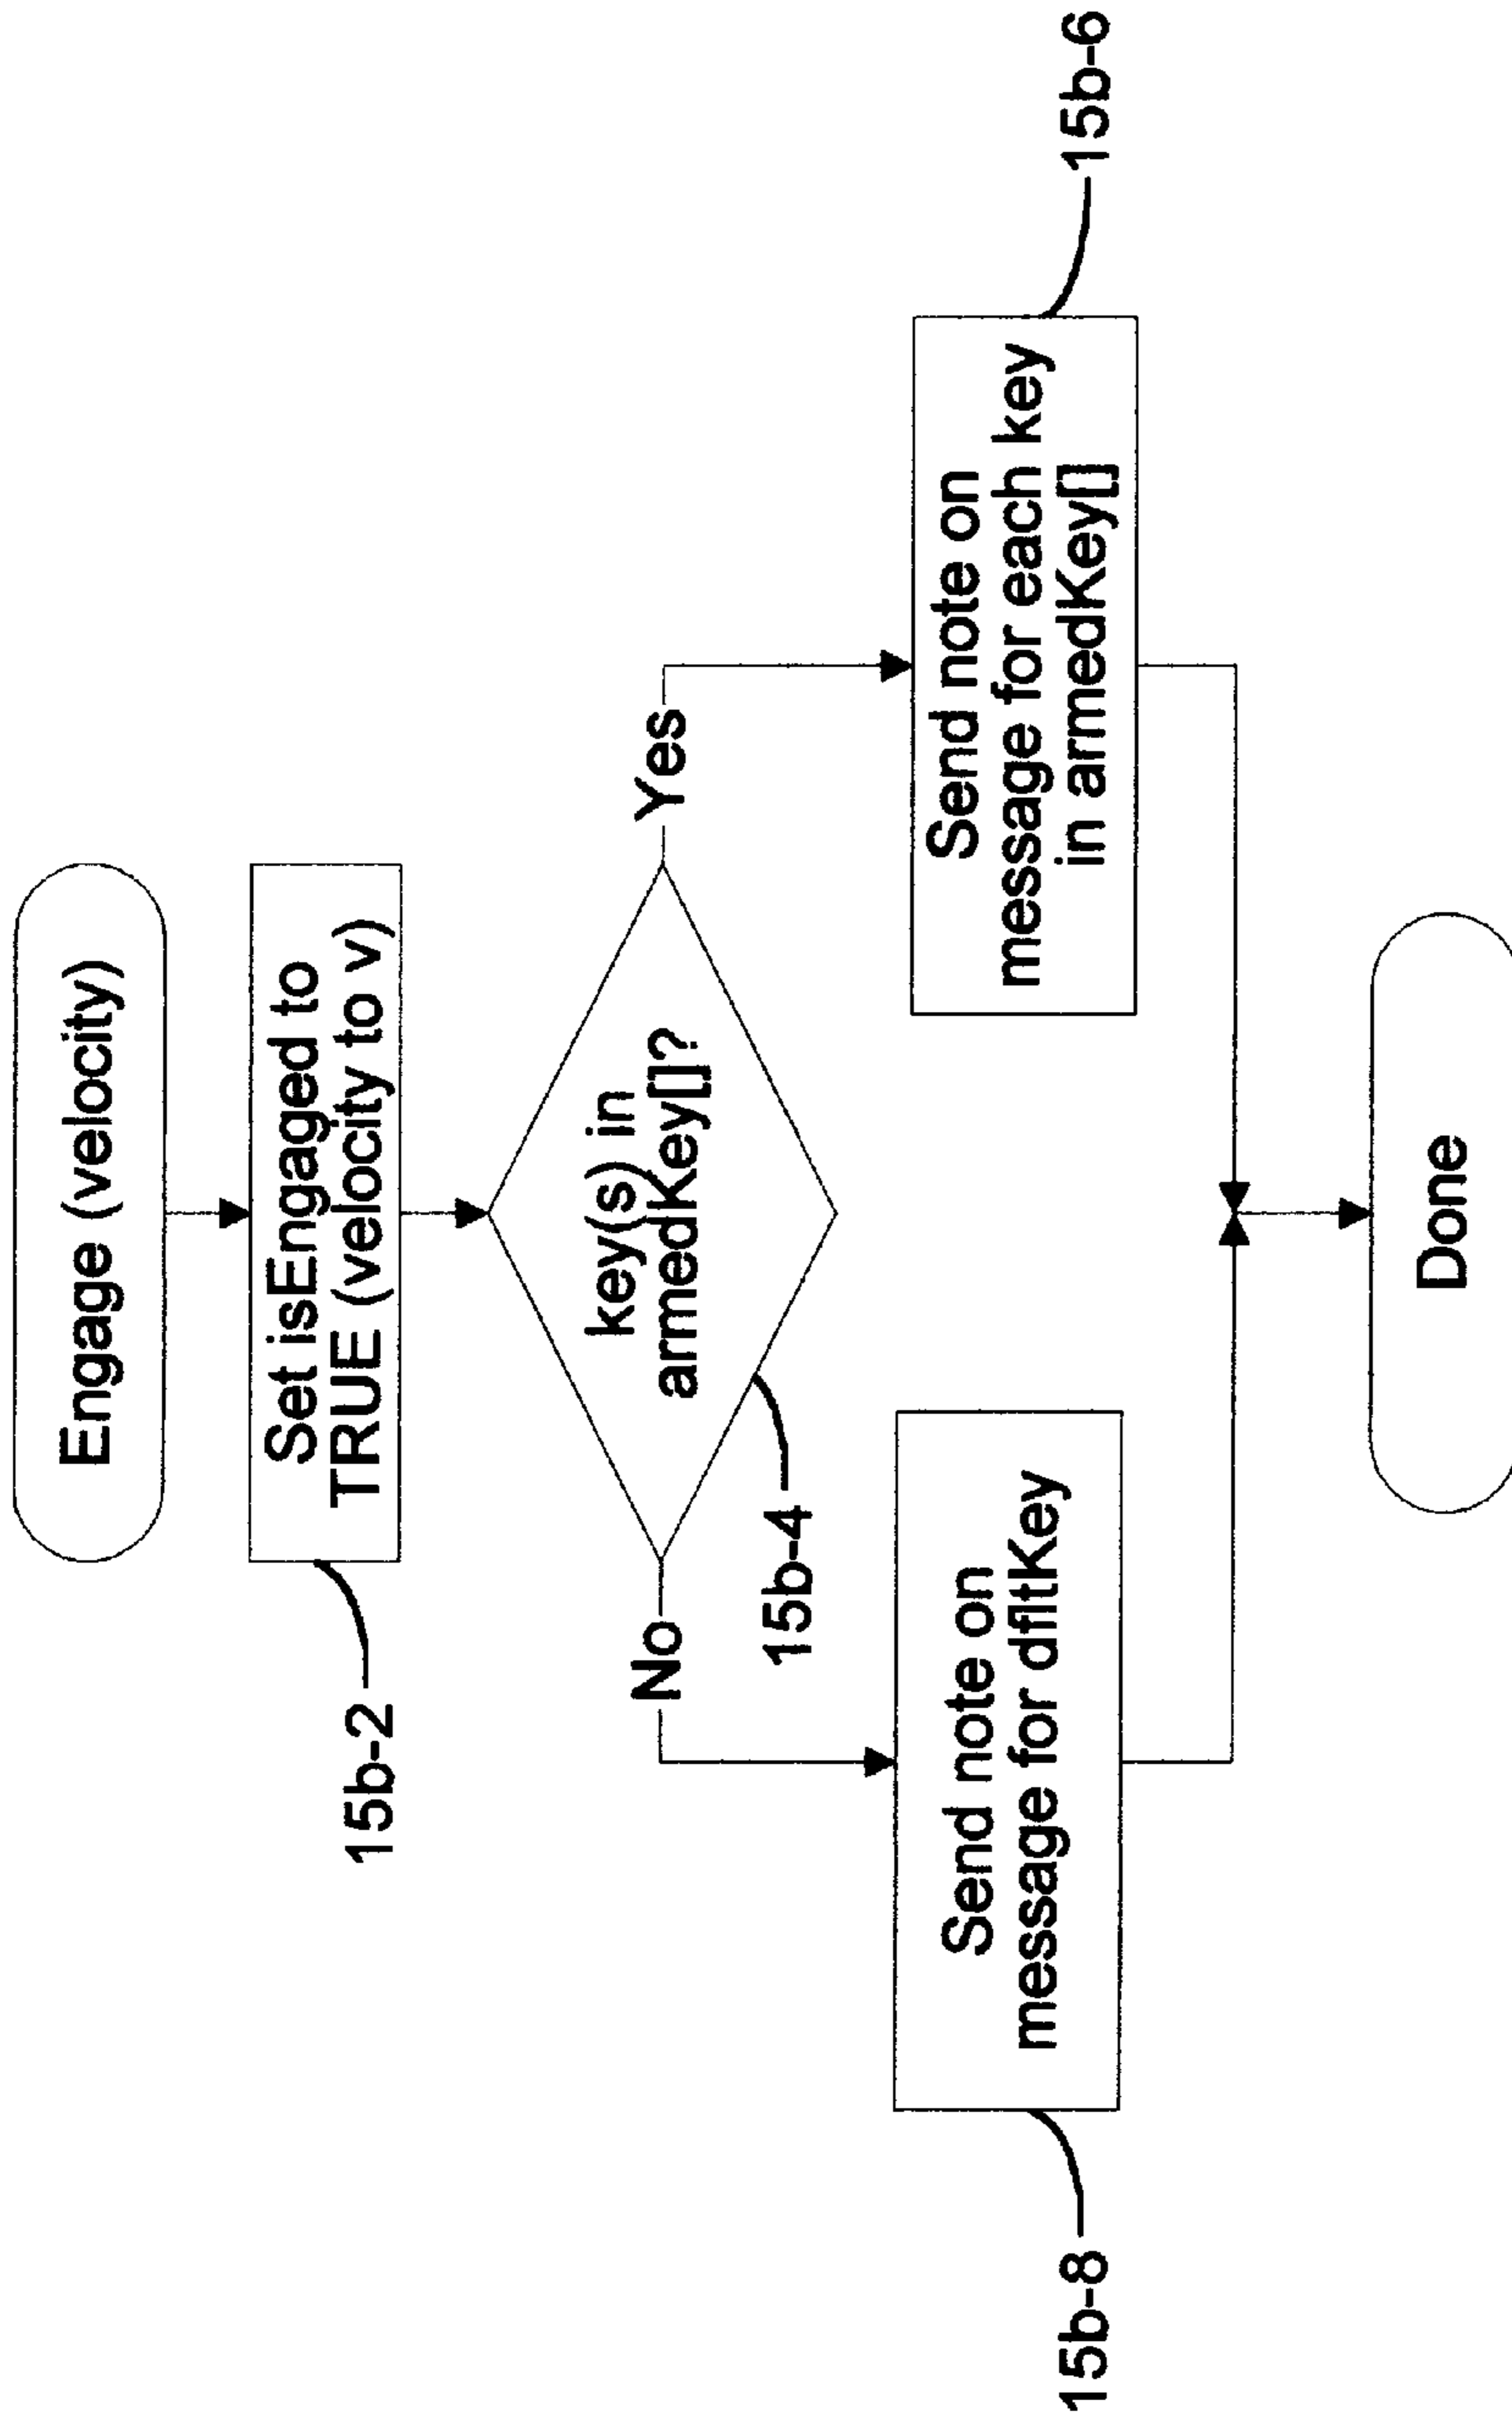 Engage (velocity)
Set isEngaged to
TRUE (velocity to v)
15b-2
key(s) in
armedKey[]?
No
Yes
15b-4
Send note on
message for dfltKey
15b-8
Send note on
message for each key
in armedKey[]
15b-6
Done